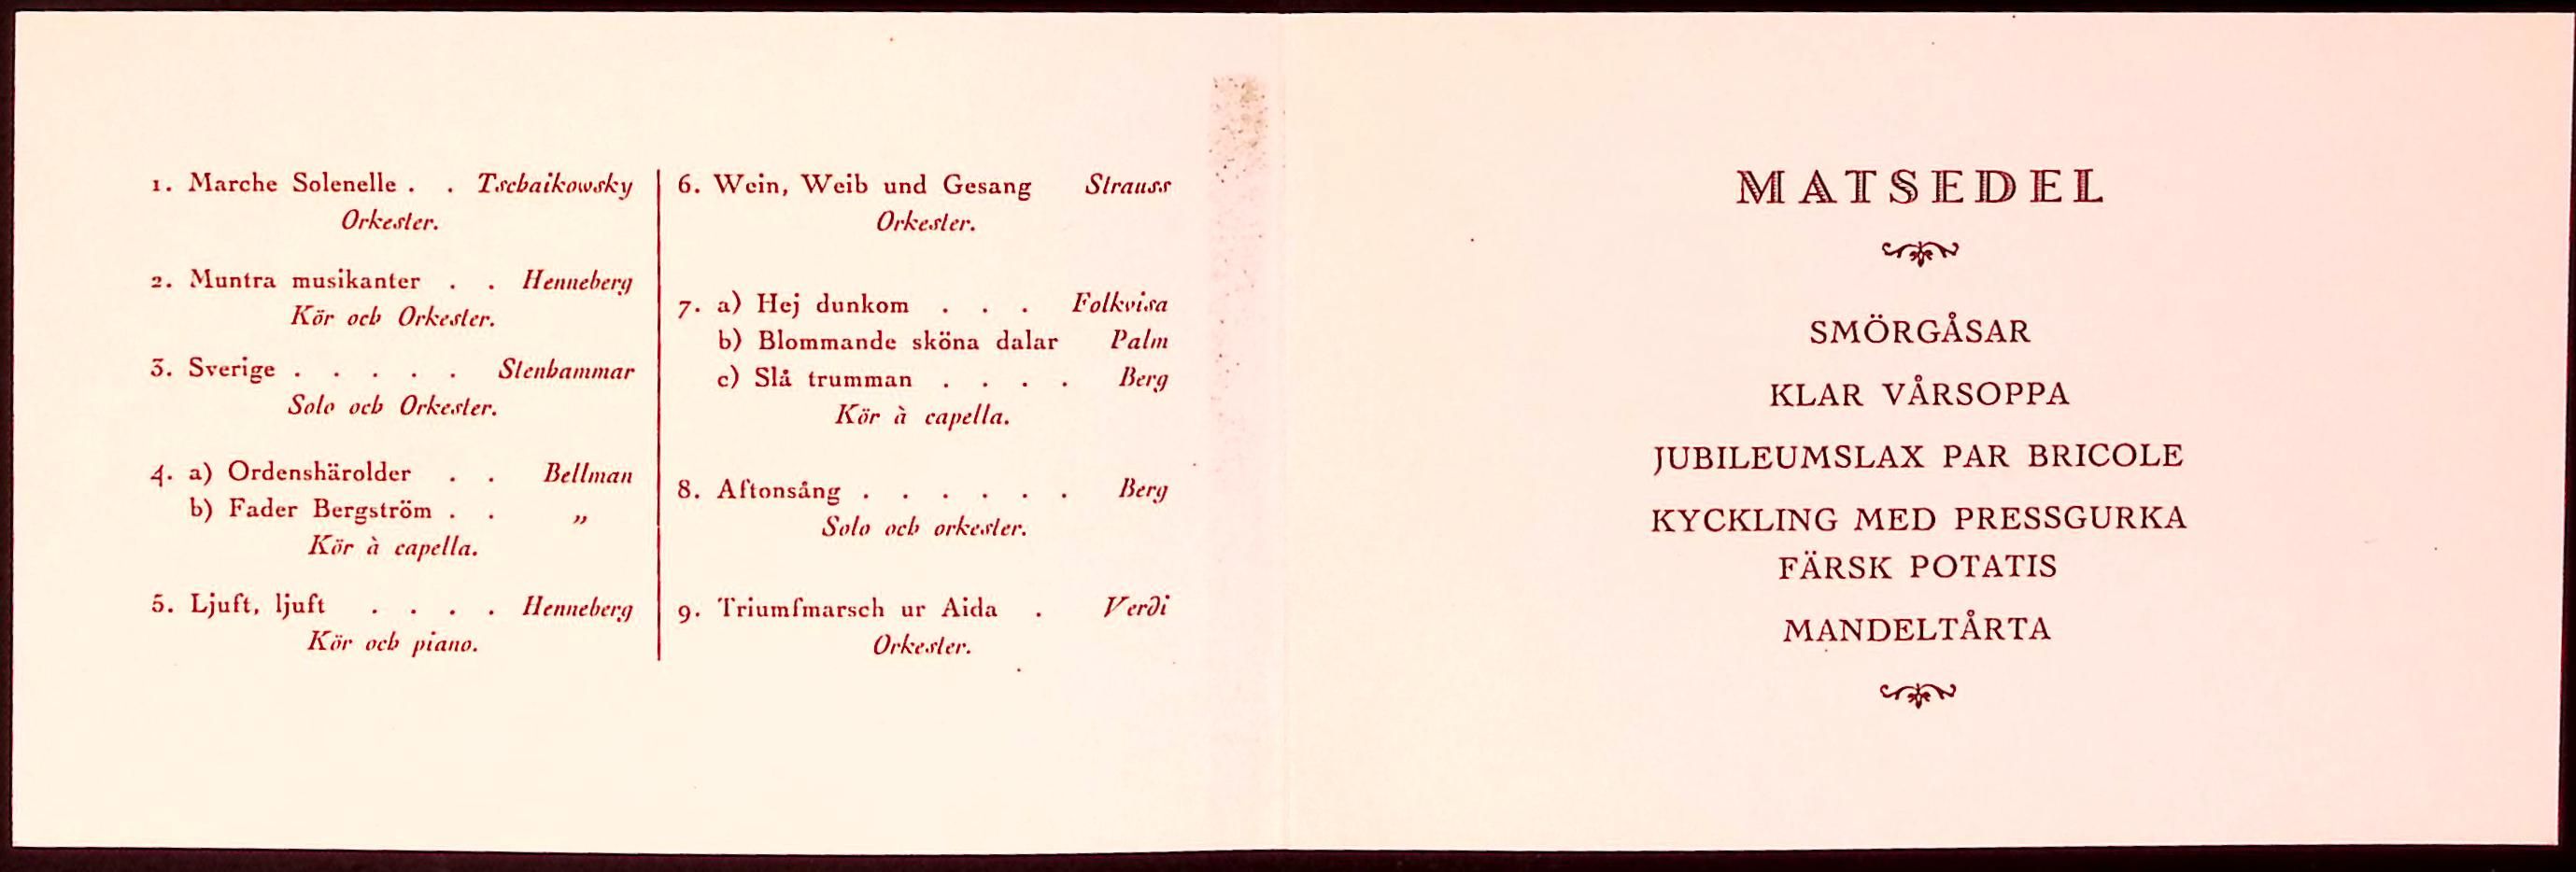 1. Marche Solenelle . . Tschaikowsky
Orkester.
2. Muntra musikanter . . Henneberg
Kör och Orkester.
3. Sverige . . . . . Stenhammar
Solo och Orkester.
4. a) Ordenshärolder . . Bellman
b) Fader Bergström . . „
Kör à capella.
5. Ljuft, ljuft . . . . Henneberg
Kör och piano.
6. Wein, Weib und Gesang Strauss
Orkester.
7. a) Hej dunkom . . . Folkvisa
b) Blommande sköna dalar Palm
c) Slå trumman . . . . Berg
Kör à capella.
8. Aftonsång . . . . . . Berg
Solo och orkester.
9. Triumfmarsch ur Aida . Verdi
Orkester.
MATSEDEL
SMÖRGÅSAR
KLAR VÅRSOPPA
JUBILEUMSLAX PAR BRICOLE
KYCKLING MED PRESSGURKA
FÄRSK POTATIS
MANDELTÅRTA